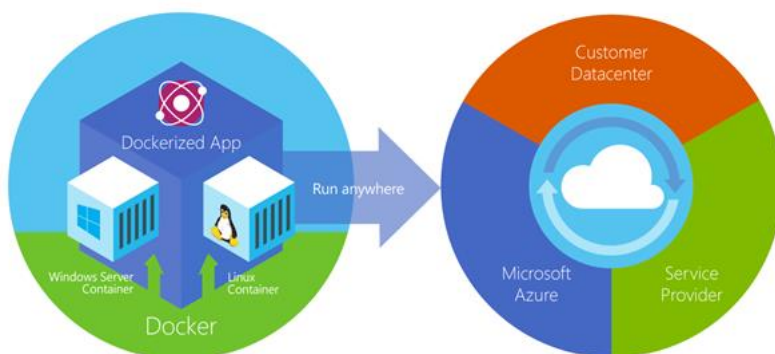 Dockerized App
Windows Server
Container
Linux
Container
Docker
Run anywhere
Customer
Datacenter
Microsoft
Azure
Service
Provider